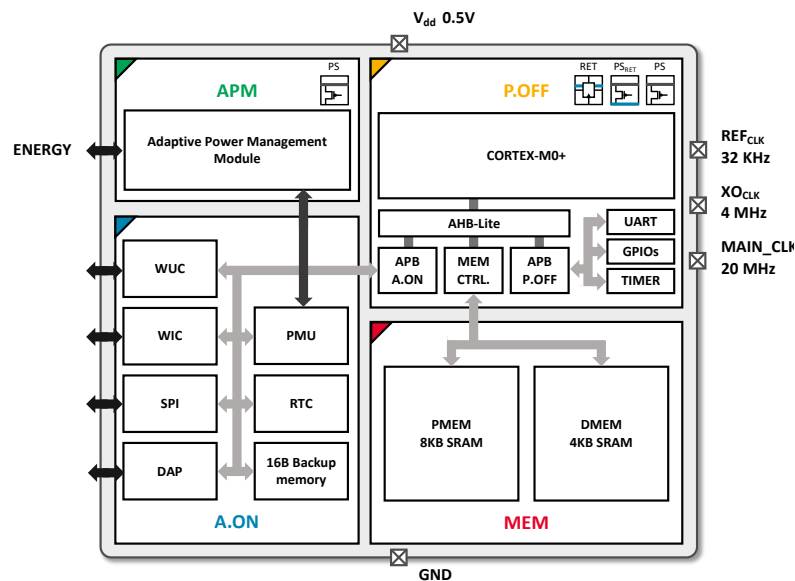 Vdd 0.5V
PS
APM
Adaptive Power Management
Module
ENERGY
RET
PSRET
PS
P.OFF
CORTEX-M0+
AHB-Lite
APB
A.ON
MEM
CTRL.
APB
P.OFF
UART
GPIOs
TIMER
REFCLK
32 KHz
XOCLK
4 MHz
MAIN_CLK
20 MHz
WUC
WIC
PMU
SPI
RTC
DAP
16B Backup
memory
A.ON
PMEM
8KB SRAM
DMEM
4KB SRAM
MEM
GND